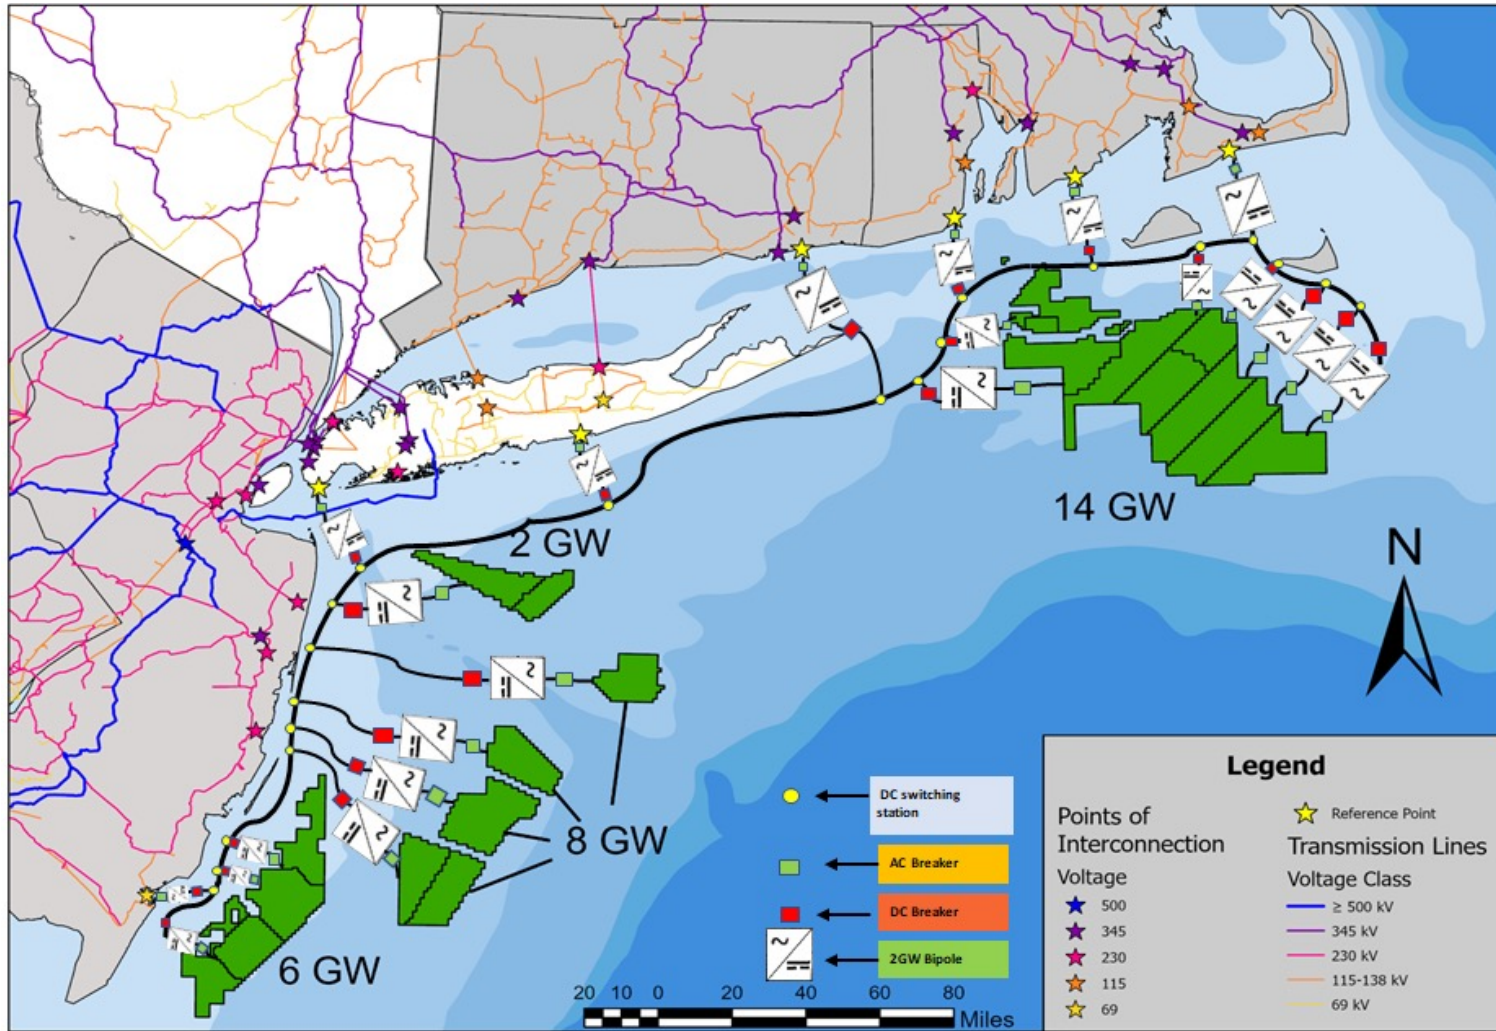 2 GW
14 GW
N
8 GW
6 GW
DC switching
station
AC Breaker
DC Breaker
2GW Bipole
20 10 0 20 40 60 80
Miles
Legend
Points of
Interconnection
Voltage
500
345
230
115
69
Reference Point
Transmission Lines
Voltage Class
≥ 500 kV
345 kV
230 kV
115-138 kV
69 kV